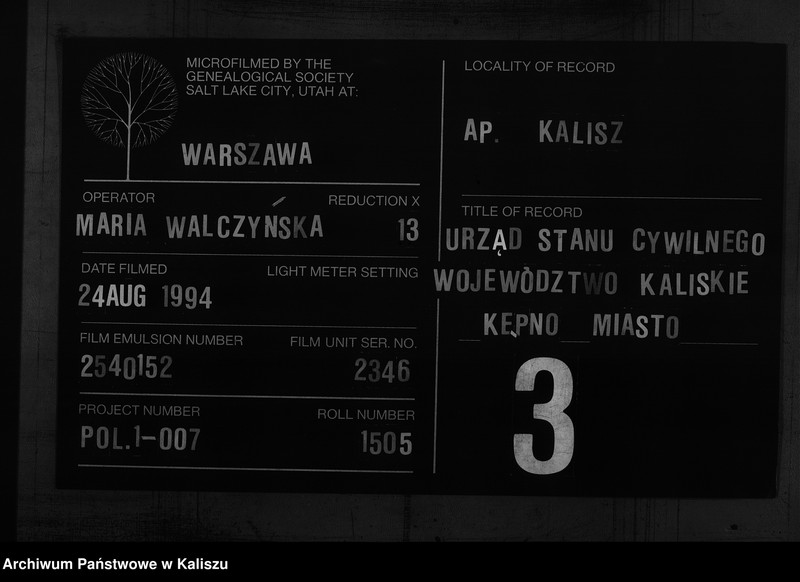 MICROFILMED BY THE
GENEALOGICAL SOCIETY
SALT LAKE CITY, UTAH AT:
WARSZAWA
OPERATOR REDUCTION X
MARIA WALCZYŃSKA 13
DATE FILMED LIGHT METER SETTING
24AUG 1994
FILM EMULSION NUMBER FILM UNIT SER. NO.
2540152 2346
PROJECT NUMBER ROLL NUMBER
POL.1-007 1505
LOCALITY OF RECORD
AP. KALISZ
TITLE OF RECORD
URZĄD STANU CYWILNEGO
WOJEWÓDZTWO KALISKIE
KĘPNO MIASTO
3
Archiwum Państwowe w Kaliszu